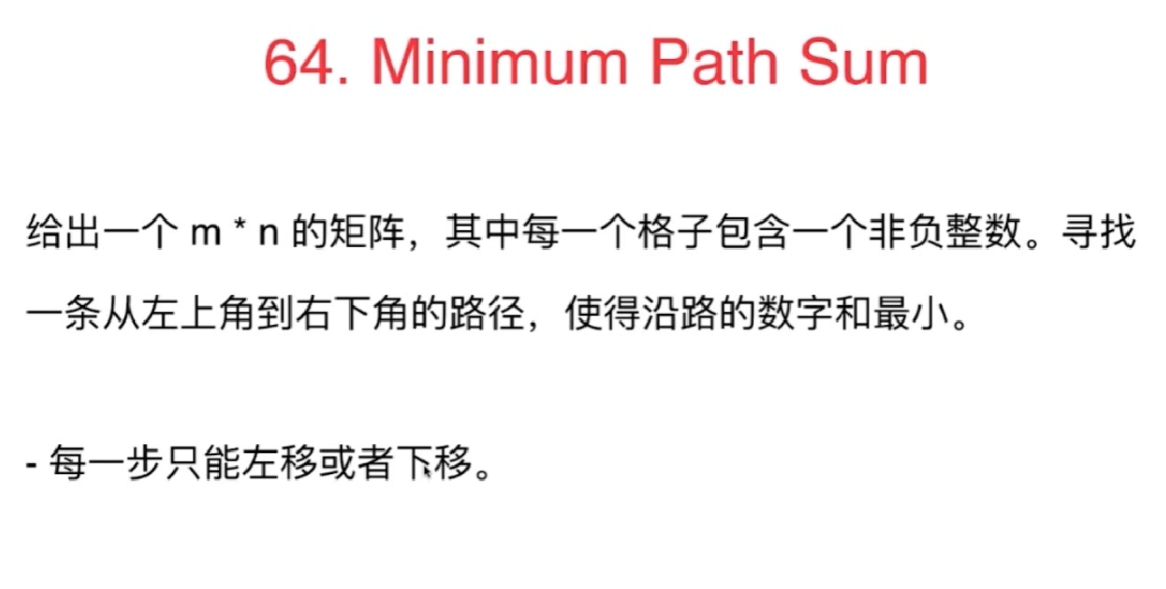 64. Minimum Path Sum
给出一个 m * n 的矩阵，其中每一个格子包含一个非负整数。寻找
一条从左上角到右下角的路径，使得沿路的数字和最小。
- 每一步只能左移或者下移。